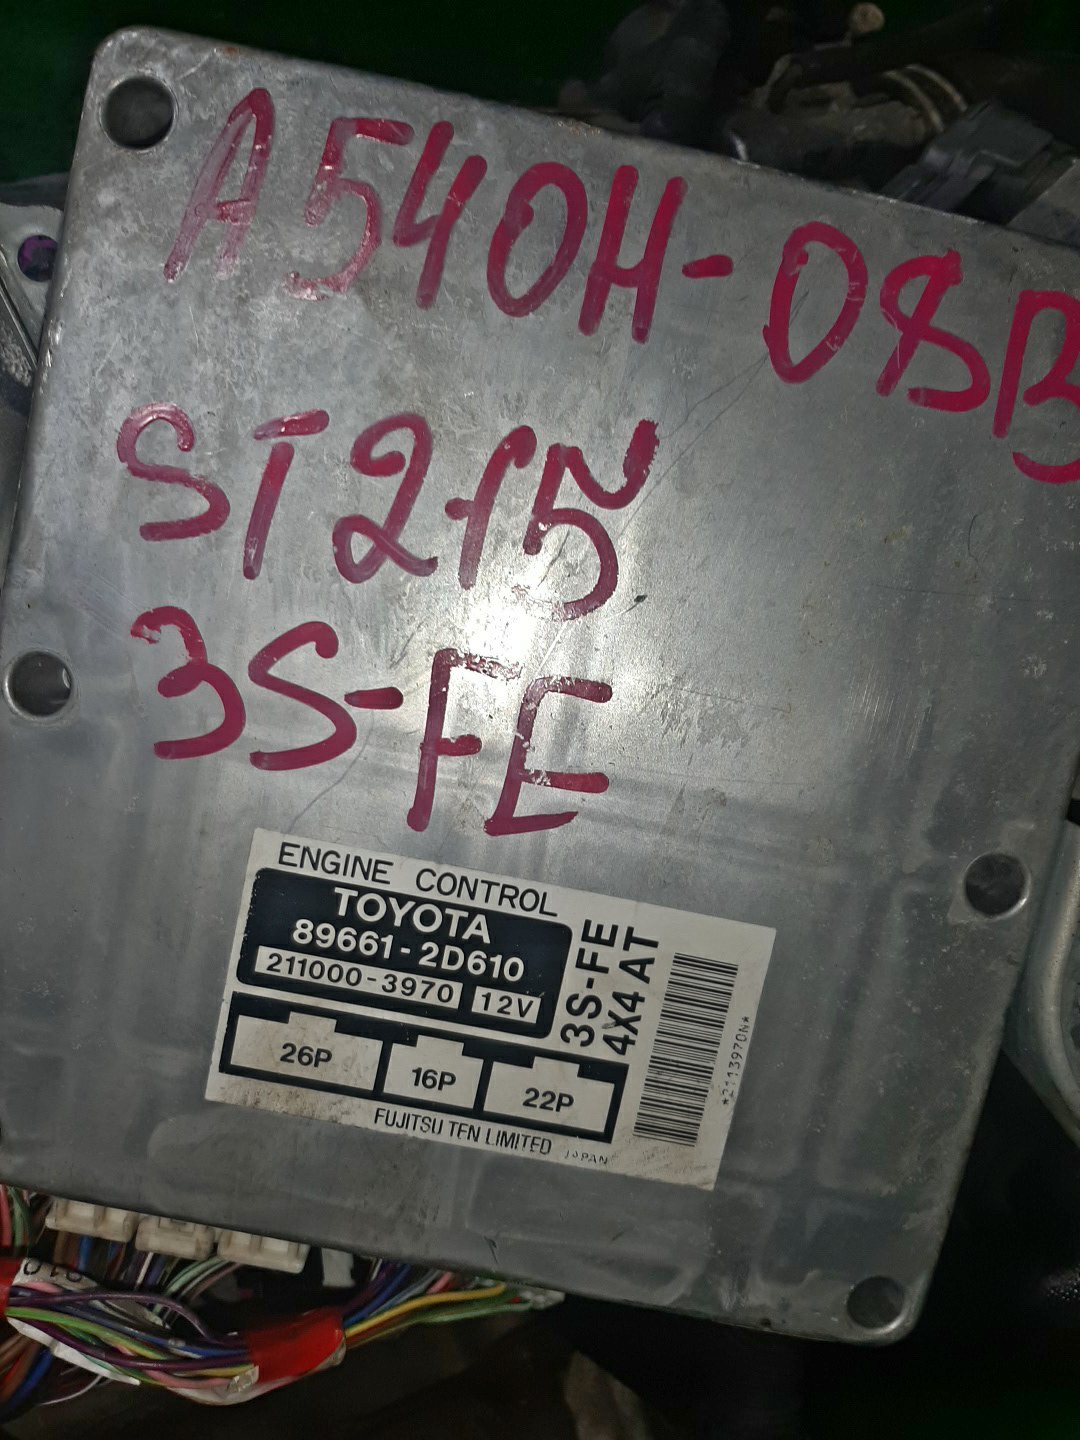 A540H-08B
ST215
3S-FE
ENGINE CONTROL
TOYOTA
89661-2D610
211000-3970 12V
3S-FE
4X4 AT
26P 16P 22P
FUJITSU TEN LIMITED JAPAN
*2113970N*